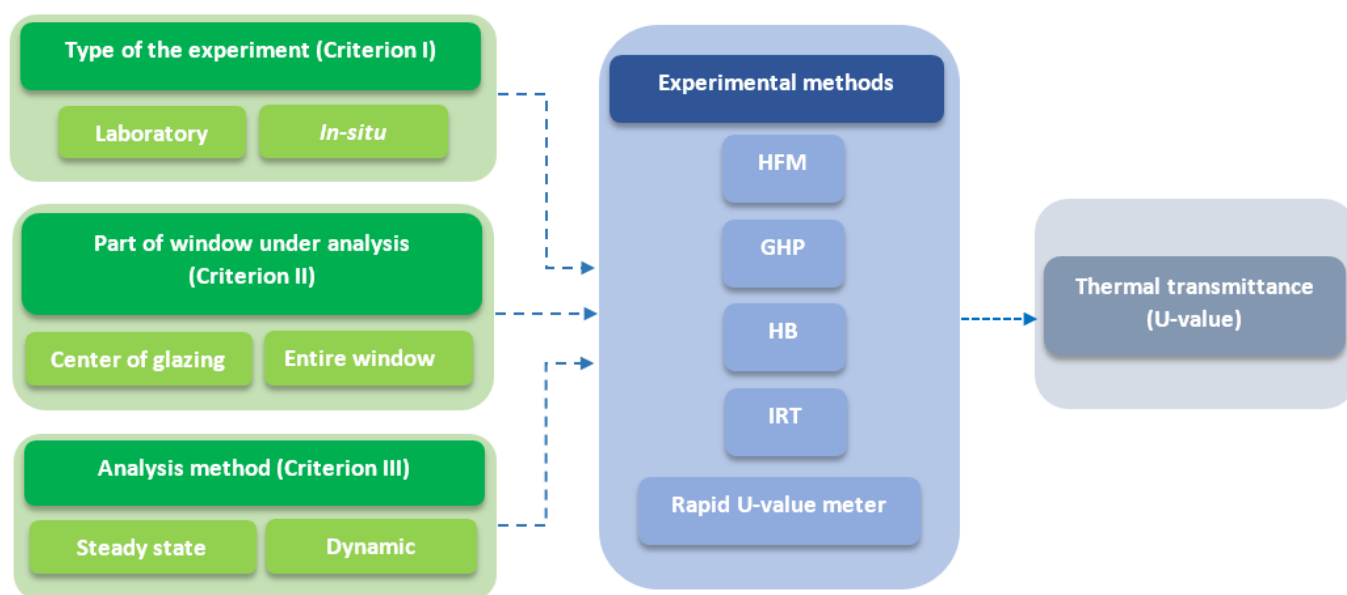 Type of the experiment (Criterion I)
Laboratory
In-situ
Part of window under analysis
(Criterion II)
Center of glazing
Entire window
Analysis method (Criterion III)
Steady state
Dynamic
Experimental methods
HFM
GHP
HB
IRT
Rapid U-value meter
Thermal transmittance
(U-value)